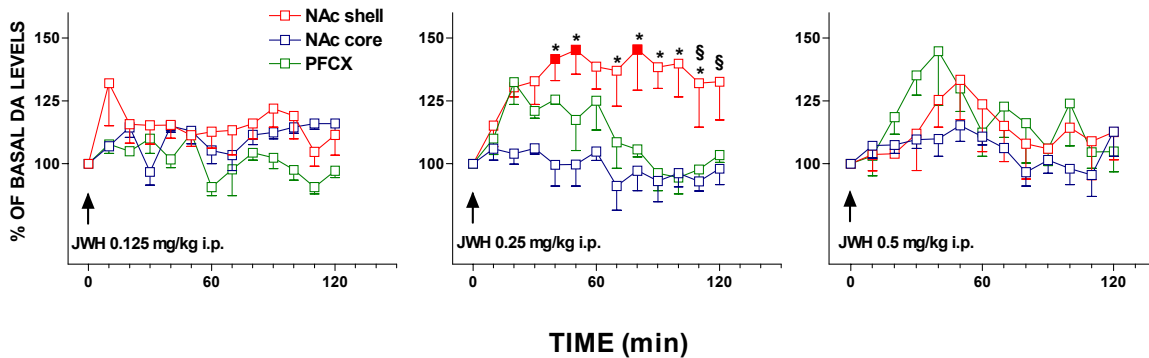 % OF BASAL DA LEVELS
NAc shell
NAc core
PFCX
150
125
100
JWH 0.125 mg/kg i.p.
0 60 120
150
125
100
* * * * * * § * §
JWH 0.25 mg/kg i.p.
0 60 120
150
125
100
JWH 0.5 mg/kg i.p.
0 60 120
TIME (min)